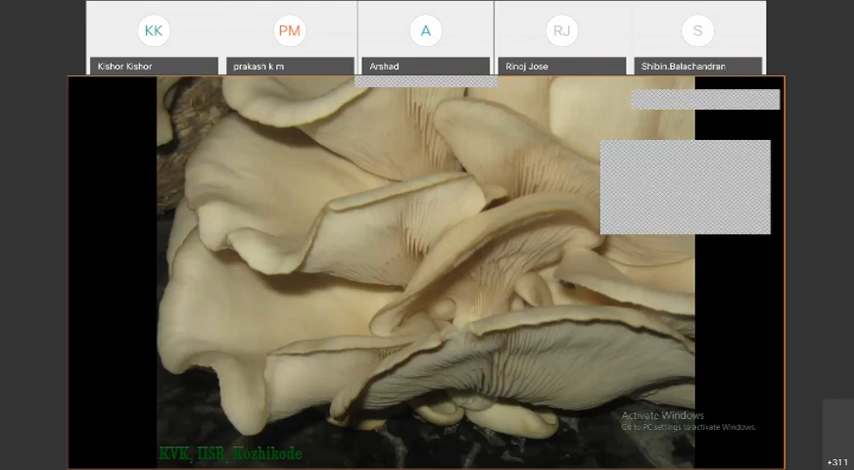 KK
PM
A
RJ
S
Kishor Kishor
prakash k m
Arshad
Rinoj Jose
Shibin.Balachandran
Activate Windows
Go to PC settings to activate Windows.
KVK, IISR, Kozhikode
+311